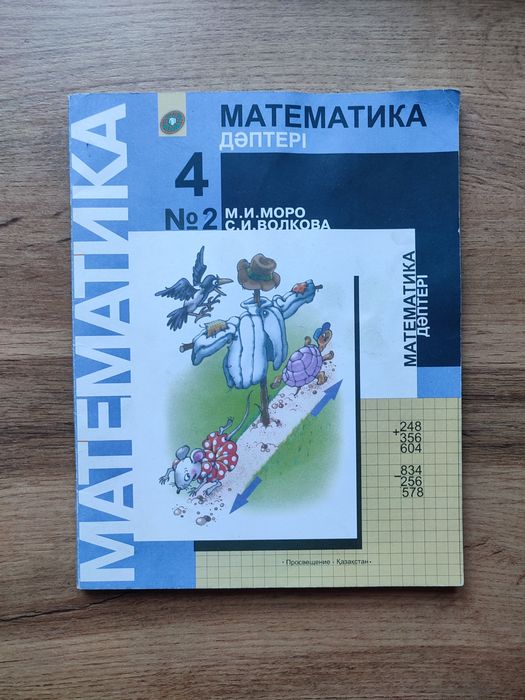 МАТЕМАТИКА
МАТЕМАТИКА
ДӘПТЕРІ
4
№2
М.И.МОРО
С.И.ВОЛКОВА
МАТЕМАТИКА
ДӘПТЕРІ
+248
356
604
-834
256
578
• Просвещение • Қазақстан •